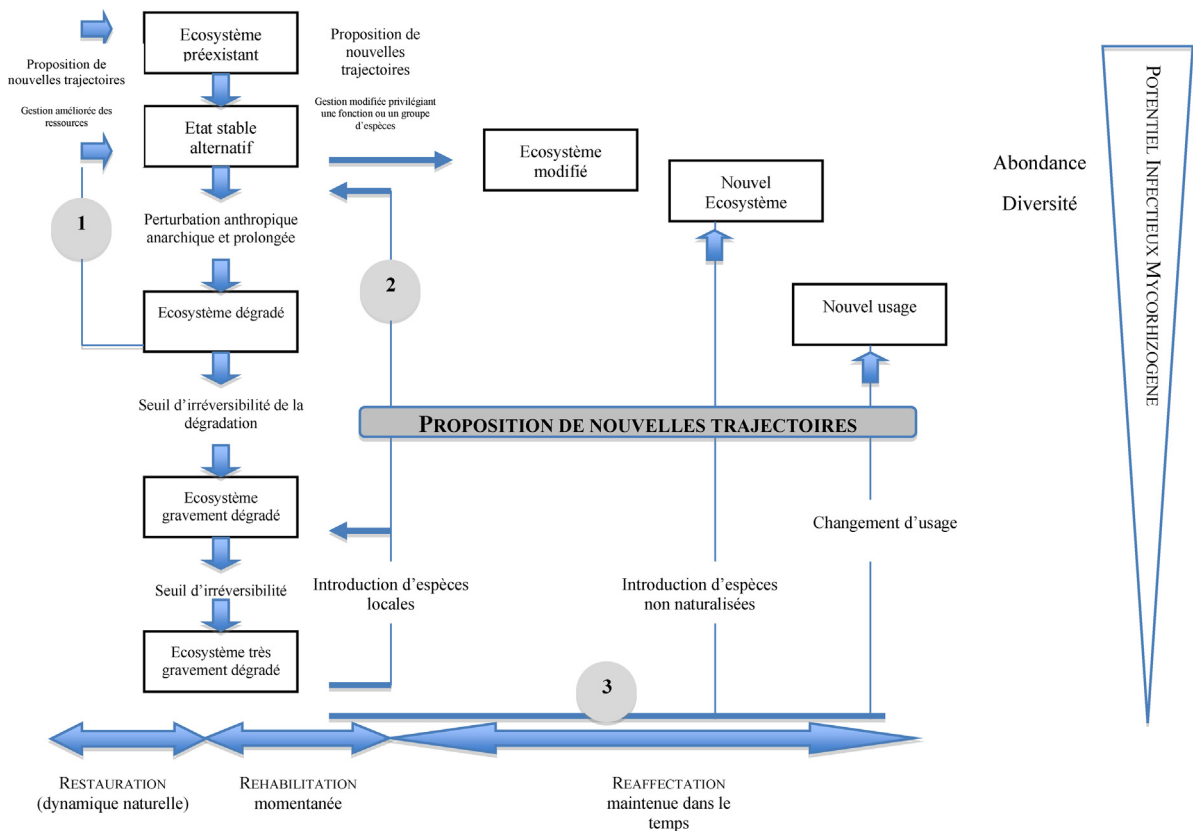 Ecosystème
préexistant
Proposition de
nouvelles trajectoires
Proposition de
nouvelles
trajectoires
Gestion améliorée des
ressources
Etat stable
alternatif
Gestion modifiée privilégiant
une fonction ou un groupe
d'espèces
Ecosystème
modifié
Nouvel
Ecosystème
Abondance
Diversité
POTENTIEL INFECTIEUX MYCORHIZOGENE
1
Perturbation anthropique
anarchique et prolongée
2
Ecosystème dégradé
Nouvel usage
Seuil d'irréversibilité de la
dégradation
PROPOSITION DE NOUVELLES TRAJECTOIRES
Ecosystème
gravement dégradé
Changement d'usage
Seuil d'irréversibilité
Introduction d'espèces
locales
Introduction d'espèces
non naturalisées
Ecosystème très
gravement dégradé
3
RESTAURATION
(dynamique naturelle)
REHABILITATION
momentanée
REAFFECTATION
maintenue dans le
temps